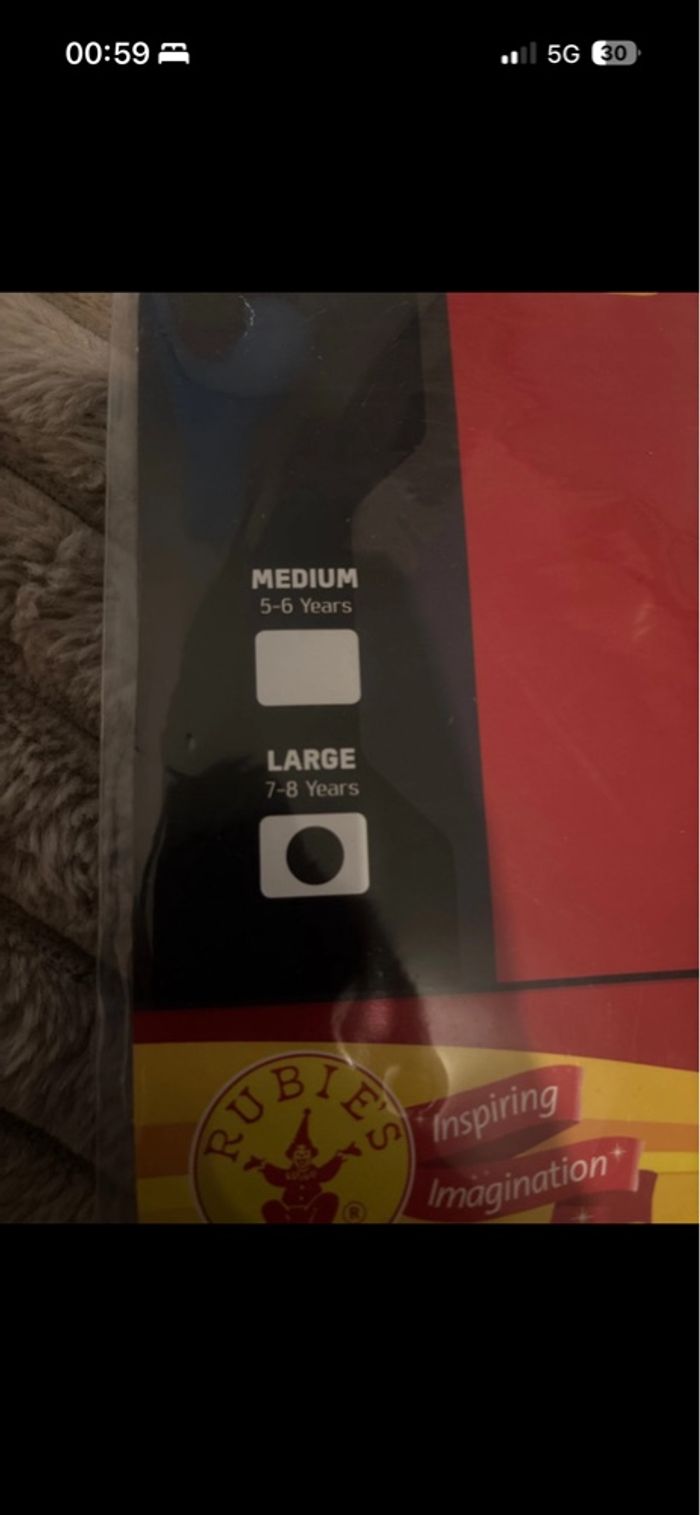 00:59
5G
30
MEDIUM
5-6 Years
LARGE
7-8 Years
RUBIE'S
®
Inspiring
Imagination